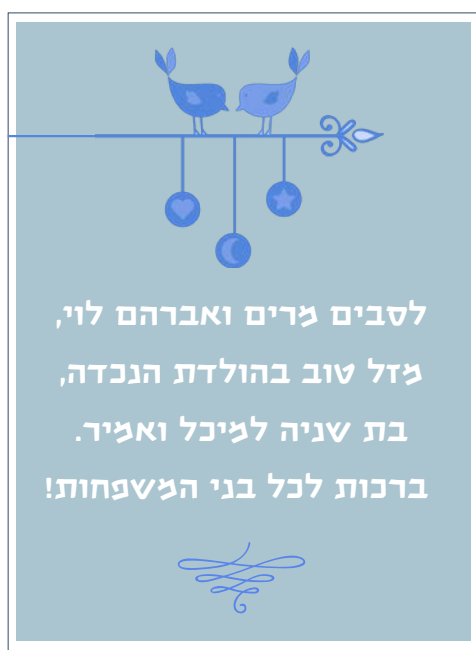 לסבים מרים ואברהם לוי,
מזל טוב בהולדת הנכדה,
בת שניה למיכל ואמיר.
ברכות לכל בני המשפחות!